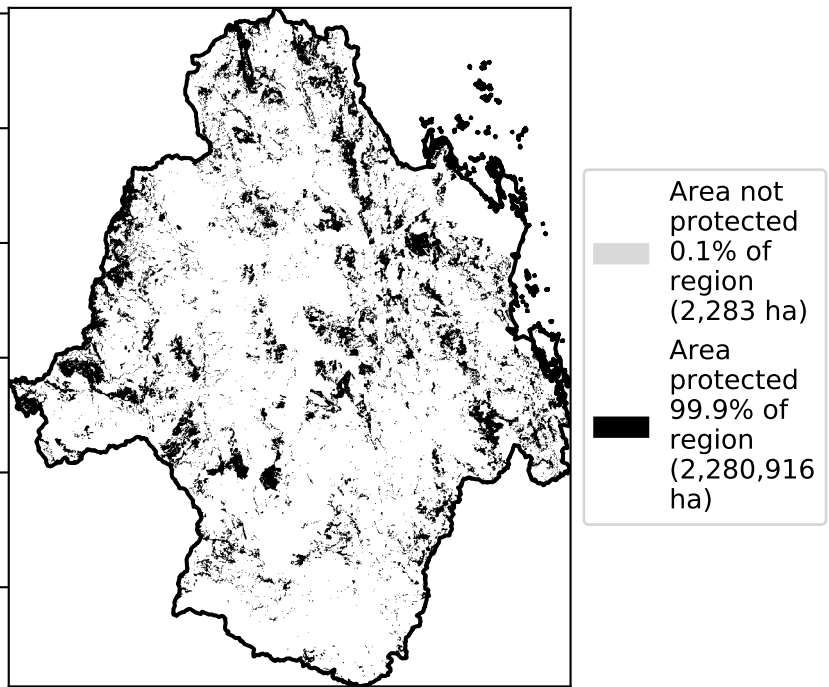 Area not
protected
0.1% of
region
(2,283 ha)
Area
protected
99.9% of
region
(2,280,916
ha)